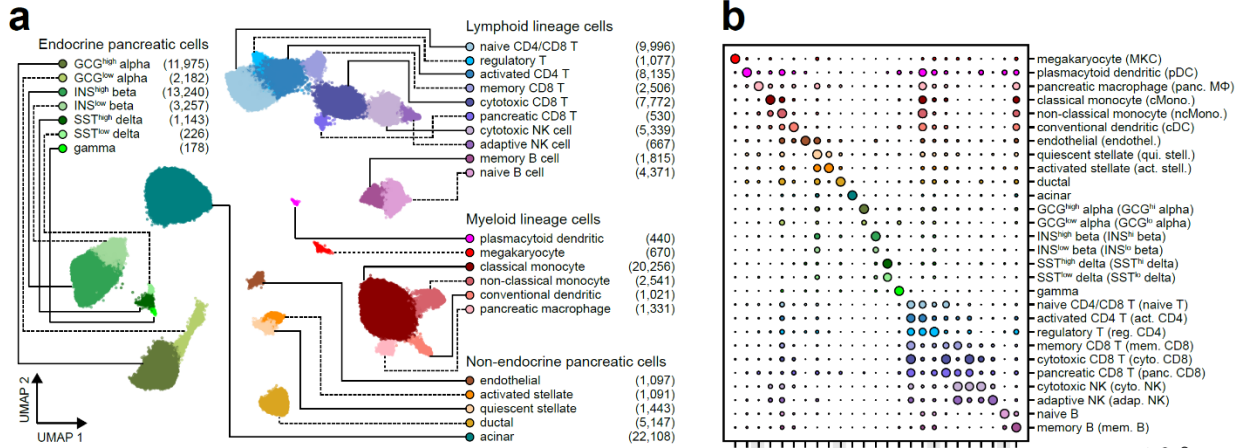 a
Endocrine pancreatic cells
GCGhigh alpha (11,975)
GCGlow alpha (2,182)
INShigh beta (13,240)
INSlow beta (3,257)
SSThigh delta (1,143)
SSTlow delta (226)
gamma (178)
UMAP 2
UMAP 1
Lymphoid lineage cells
naive CD4/CD8 T (9,996)
regulatory T (1,077)
activated CD4 T (8,135)
memory CD8 T (2,506)
cytotoxic CD8 T (7,772)
pancreatic CD8 T (530)
cytotoxic NK cell (5,339)
adaptive NK cell (667)
memory B cell (1,815)
naive B cell (4,371)
Myeloid lineage cells
plasmacytoid dendritic (440)
megakaryocyte (670)
classical monocyte (20,256)
non-classical monocyte (2,541)
conventional dendritic (1,021)
pancreatic macrophage (1,331)
Non-endocrine pancreatic cells
endothelial (1,097)
activated stellate (1,091)
quiescent stellate (1,443)
ductal (5,147)
acinar (22,108)
b
megakaryocyte (MKC)
plasmacytoid dendritic (pDC)
pancreatic macrophage (panc. MΦ)
classical monocyte (cMono.)
non-classical monocyte (ncMono.)
conventional dendritic (cDC)
endothelial (endothel.)
quiescent stellate (qui. stell.)
activated stellate (act. stell.)
ductal
acinar
GCGhigh alpha (GCGhi alpha)
GCGlow alpha (GCGlo alpha)
INShigh beta (INShi beta)
INSlow beta (INSlo beta)
SSThigh delta (SSThi delta)
SSTlow delta (SSTlo delta)
gamma
naive CD4/CD8 T (naive T)
activated CD4 T (act. CD4)
regulatory T (reg. CD4)
memory CD8 T (mem. CD8)
cytotoxic CD8 T (cyto. CD8)
pancreatic CD8 T (panc. CD8)
cytotoxic NK (cyto. NK)
adaptive NK (adap. NK)
naive B
memory B (mem. B)